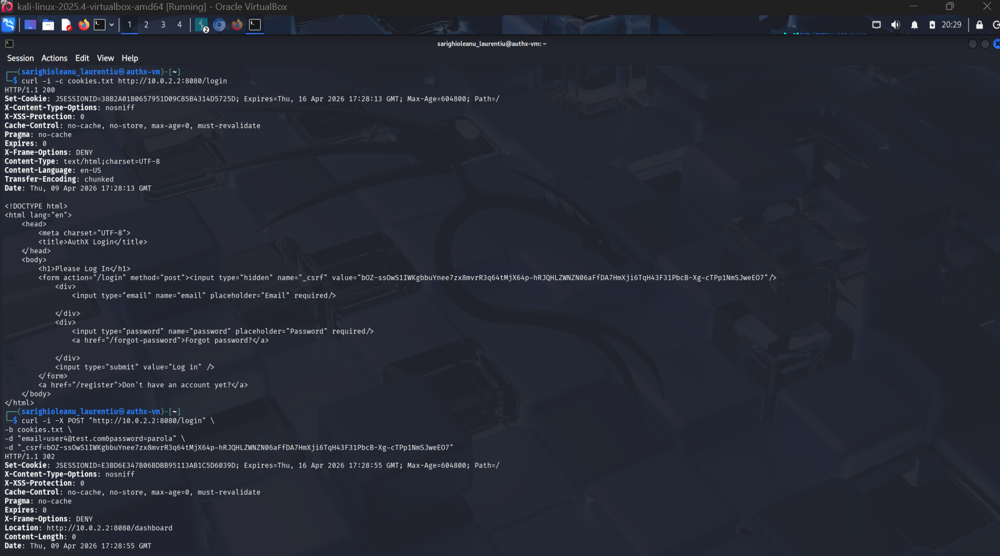 kali-linux-2025.4-virtualbox-amd64 [Running] - Oracle VirtualBox
1 2 3 4 2 20:29
sarighioleanu_laurentiu@authx-vm: ~
Session Actions Edit View Help
┌──(sarighioleanu_laurentiu㉿authx-vm)-[~]
└─$ curl -i -c cookies.txt http://10.0.2.2:8080/login
HTTP/1.1 200
Set-Cookie: JSESSIONID=38B2A01B0657951D09C85B4314D5725D; Expires=Thu, 16 Apr 2026 17:28:13 GMT; Max-Age=604800; Path=/
X-Content-Type-Options: nosniff
X-XSS-Protection: 0
Cache-Control: no-cache, no-store, max-age=0, must-revalidate
Pragma: no-cache
Expires: 0
X-Frame-Options: DENY
Content-Type: text/html;charset=UTF-8
Content-Language: en-US
Transfer-Encoding: chunked
Date: Thu, 09 Apr 2026 17:28:13 GMT
<!DOCTYPE html>
<html lang="en">
<head>
<meta charset="UTF-8">
<title>AuthX Login</title>
</head>
<body>
<h1>Please Log In</h1>
<form action="/login" method="post"><input type="hidden" name="_csrf" value="bOZ-ssOwS1IWKgbbuYnee7zx8mvrR3q64tMjX64p-hRJQHLZWNZN06aFfDA7HmXji6TqH43F31PbcB-Xg-cTPp1NmSJweEO7"/>
<div>
<input type="email" name="email" placeholder="Email" required/>
</div>
<div>
<input type="password" name="password" placeholder="Password" required/>
<a href="/forgot-password">Forgot password?</a>
</div>
<input type="submit" value="Log in" />
</form>
<a href="/register">Don't have an account yet?</a>
</body>
</html>
┌──(sarighioleanu_laurentiu㉿authx-vm)-[~]
└─$ curl -i -X POST "http://10.0.2.2:8080/login" \
-b cookies.txt \
-d "email=user4@test.com&password=parola" \
-d "_csrf=bOZ-ssOwS1IWKgbbuYnee7zx8mvrR3q64tMjX64p-hRJQHLZWNZN06aFfDA7HmXji6TqH43F31PbcB-Xg-cTPp1NmSJweEO7"
HTTP/1.1 302
Set-Cookie: JSESSIONID=E3BD6E347B06BDBB95113AB1C5D6039D; Expires=Thu, 16 Apr 2026 17:28:55 GMT; Max-Age=604800; Path=/
X-Content-Type-Options: nosniff
X-XSS-Protection: 0
Cache-Control: no-cache, no-store, max-age=0, must-revalidate
Pragma: no-cache
Expires: 0
X-Frame-Options: DENY
Location: http://10.0.2.2:8080/dashboard
Content-Length: 0
Date: Thu, 09 Apr 2026 17:28:55 GMT